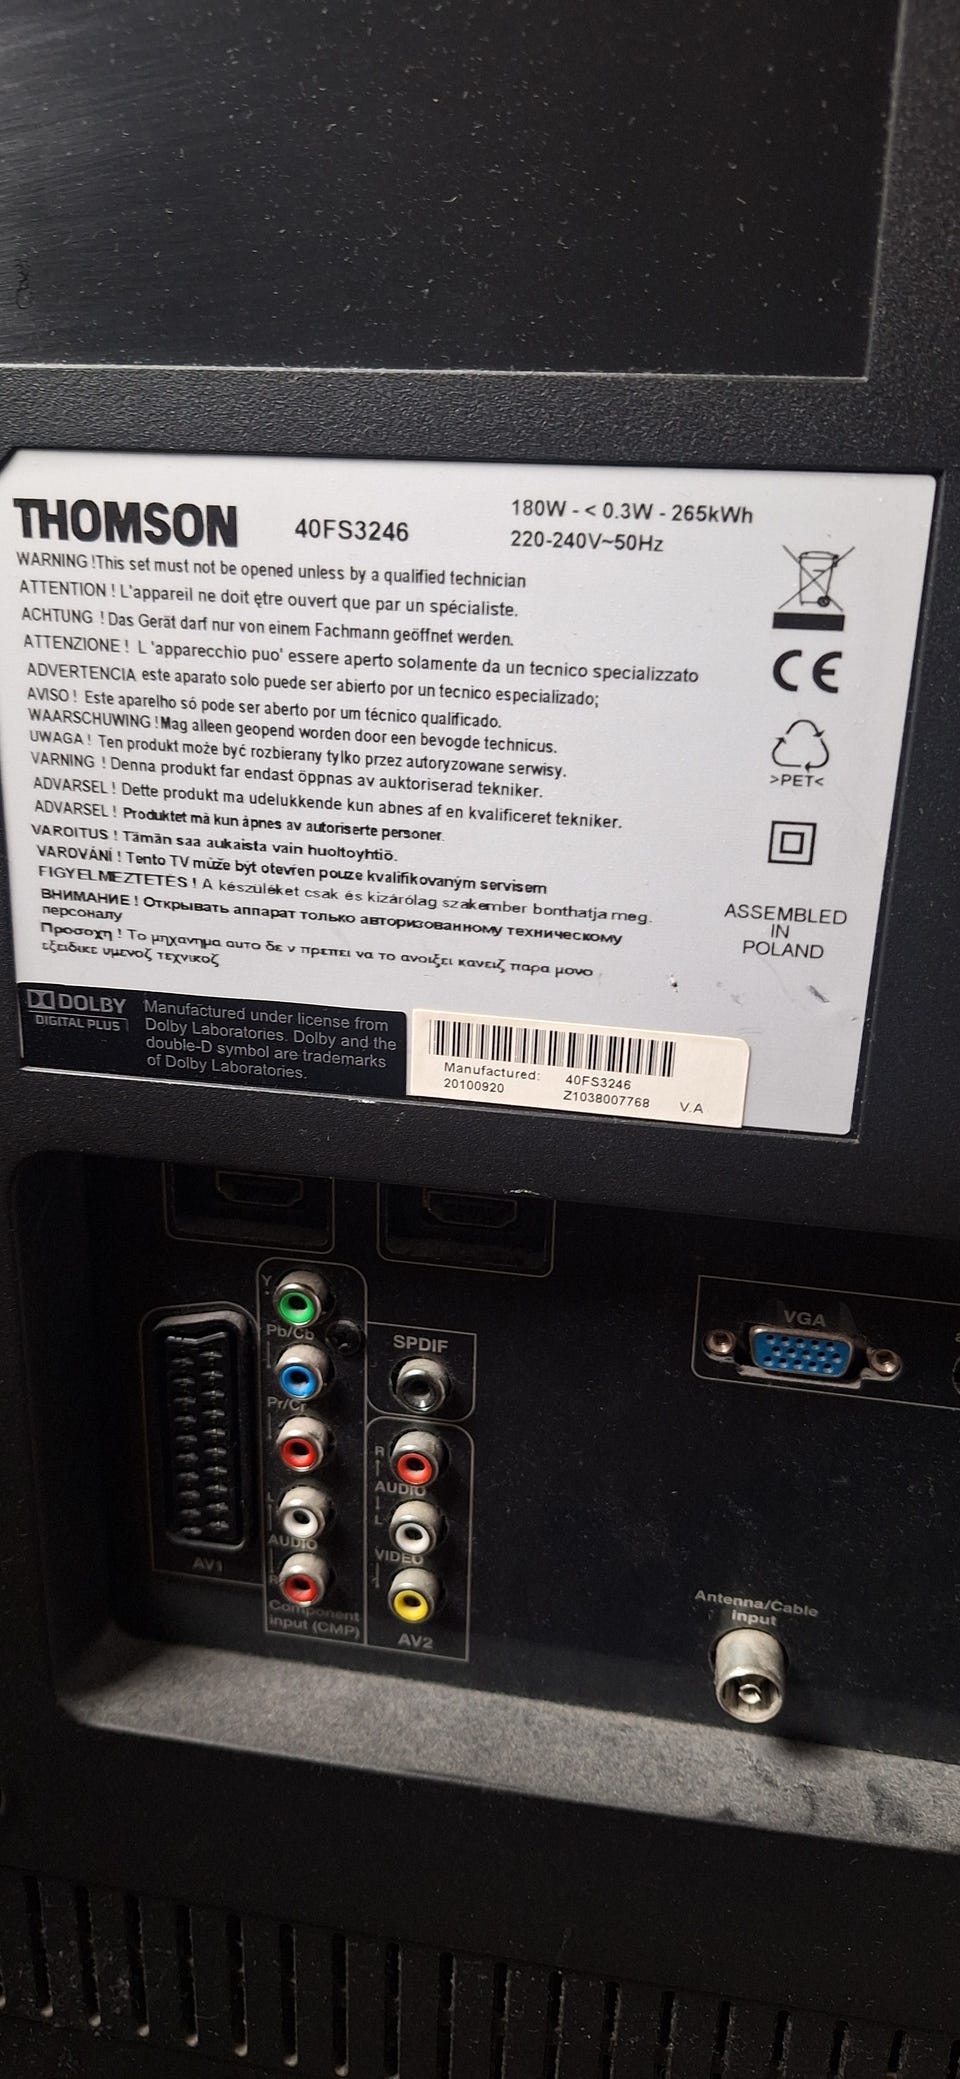 THOMSON
40FS3246
180W - < 0.3W - 265kWh
220-240V~50Hz
WARNING !This set must not be opened unless by a qualified technician
ATTENTION ! L'appareil ne doit ętre ouvert que par un spécialiste.
ACHTUNG ! Das Gerät darf nur von einem Fachmann geöffnet werden.
ATTENZIONE ! L 'apparecchio puo' essere aperto solamente da un tecnico specializzato
ADVERTENCIA este aparato solo puede ser abierto por un tecnico especializado;
AVISO ! Este aparelho só pode ser aberto por um técnico qualificado.
WAARSCHUWING ! Mag alleen geopend worden door een bevogde technicus.
UWAGA ! Ten produkt może być rozbierany tylko przez autoryzowane serwisy.
VARNING ! Denna produkt far endast öppnas av auktoriserad tekniker.
ADVARSEL ! Dette produkt ma udelukkende kun abnes af en kvalificeret tekniker.
ADVARSEL ! Produktet må kun åpnes av autoriserte personer.
VAROITUS ! Tämän saa aukaista vain huoltoyhtiö.
VAROVÁNÍ ! Tento TV může být otevřen pouze kvalifikovaným servisem
FIGYELMEZTETÉS ! A készüléket csak és kizárólag szakember bonthatja meg.
ВНИМАНИЕ ! Открывать аппарат только авторизованному техническому
персоналу
Προσοχη ! Το μηχανημα αυτο δε ν πρεπει να το ανοιξει κανειζ παρα μονο
εξειδικε υμενοζ τεχνικοζ
>PET<
ASSEMBLED
IN
POLAND
DOLBY
DIGITAL PLUS
Manufactured under license from
Dolby Laboratories. Dolby and the
double-D symbol are trademarks
of Dolby Laboratories.
Manufactured:
20100920
40FS3246
Z1038007768
V.A
Y
Pb/Cb
Pr/Cr
L
AUDIO
R
Component
input (CMP)
AV1
SPDIF
R
AUDIO
L
VIDEO
AV2
VGA
Antenna/Cable
input